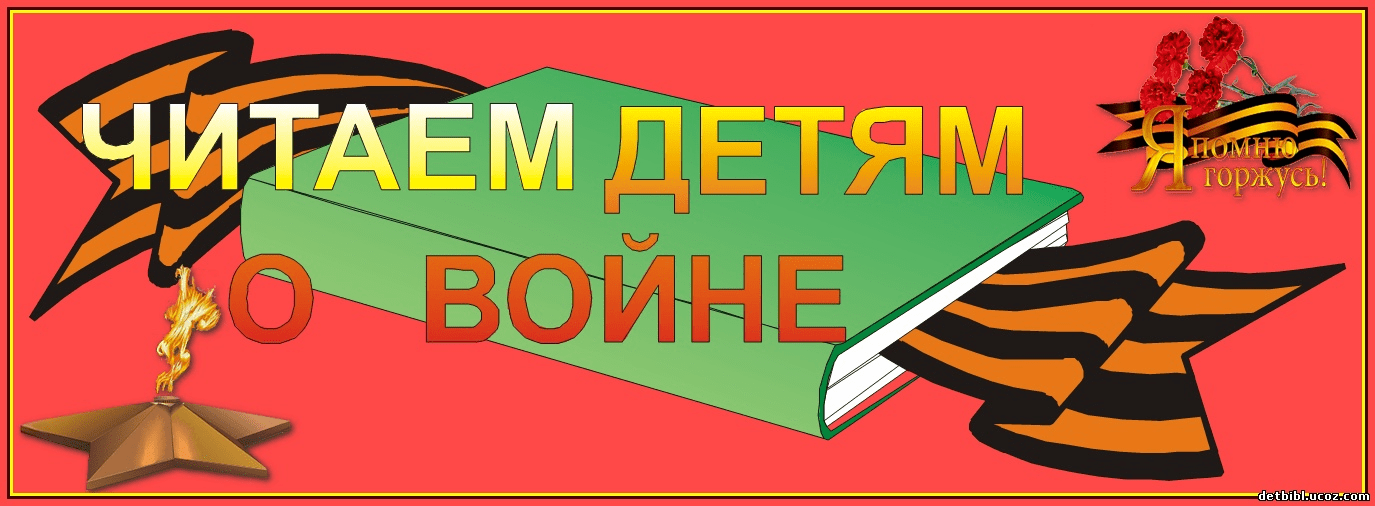 ЧИТАЕМ ДЕТЯМ
О ВОЙНЕ
Я помню
горжусь!
detbibl.ucoz.com